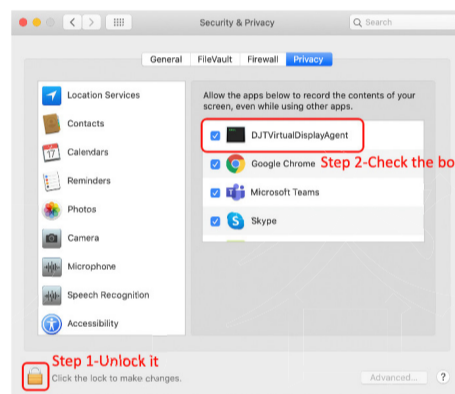 Security & Privacy
Search
General FileVault Firewall Privacy
Location Services
Contacts
Calendars
Reminders
Photos
Camera
Microphone
Speech Recognition
Accessibility
Allow the apps below to record the contents of your
screen, even while using other apps.
DJTVirtualDisplayAgent
Google Chrome
Step 2-Check the bo
Microsoft Teams
Skype
Step 1-Unlock it
Click the lock to make changes.
Advanced...
?